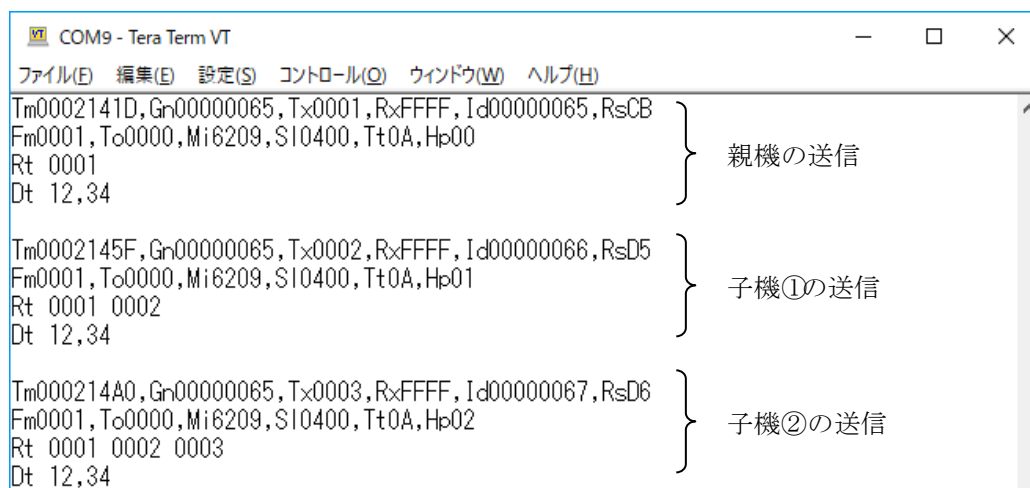 COM9 - Tera Term VT
ファイル(F) 編集(E) 設定(S) コントロール(O) ウィンドウ(W) ヘルプ(H)
Tm0002141D,Gn00000065,Tx0001,RxFFFF,Id00000065,RsCB
Fm0001,To0000,Mi6209,Sl0400,Tt0A,Hp00
Rt 0001
Dt 12,34
親機の送信
Tm0002145F,Gn00000065,Tx0002,RxFFFF,Id00000066,RsD5
Fm0001,To0000,Mi6209,Sl0400,Tt0A,Hp01
Rt 0001 0002
Dt 12,34
子機①の送信
Tm000214A0,Gn00000065,Tx0003,RxFFFF,Id00000067,RsD6
Fm0001,To0000,Mi6209,Sl0400,Tt0A,Hp02
Rt 0001 0002 0003
Dt 12,34
子機②の送信